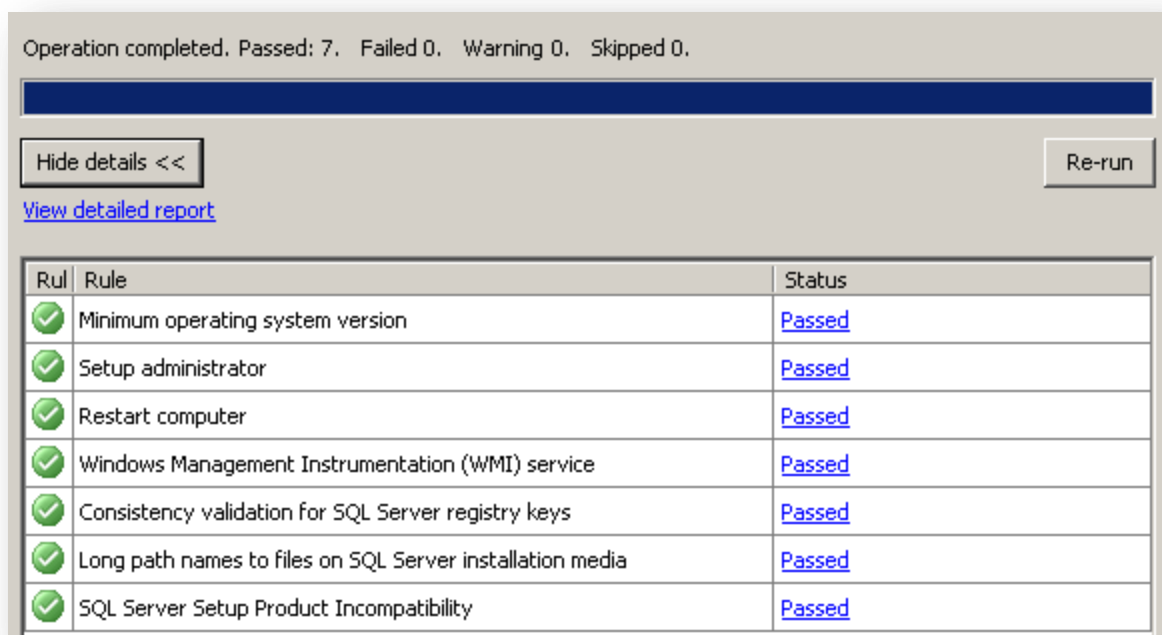 Operation completed. Passed: 7. Failed 0. Warning 0. Skipped 0.
Hide details <<
Re-run
View detailed report
Rul Rule Status
Minimum operating system version Passed
Setup administrator Passed
Restart computer Passed
Windows Management Instrumentation (WMI) service Passed
Consistency validation for SQL Server registry keys Passed
Long path names to files on SQL Server installation media Passed
SQL Server Setup Product Incompatibility Passed